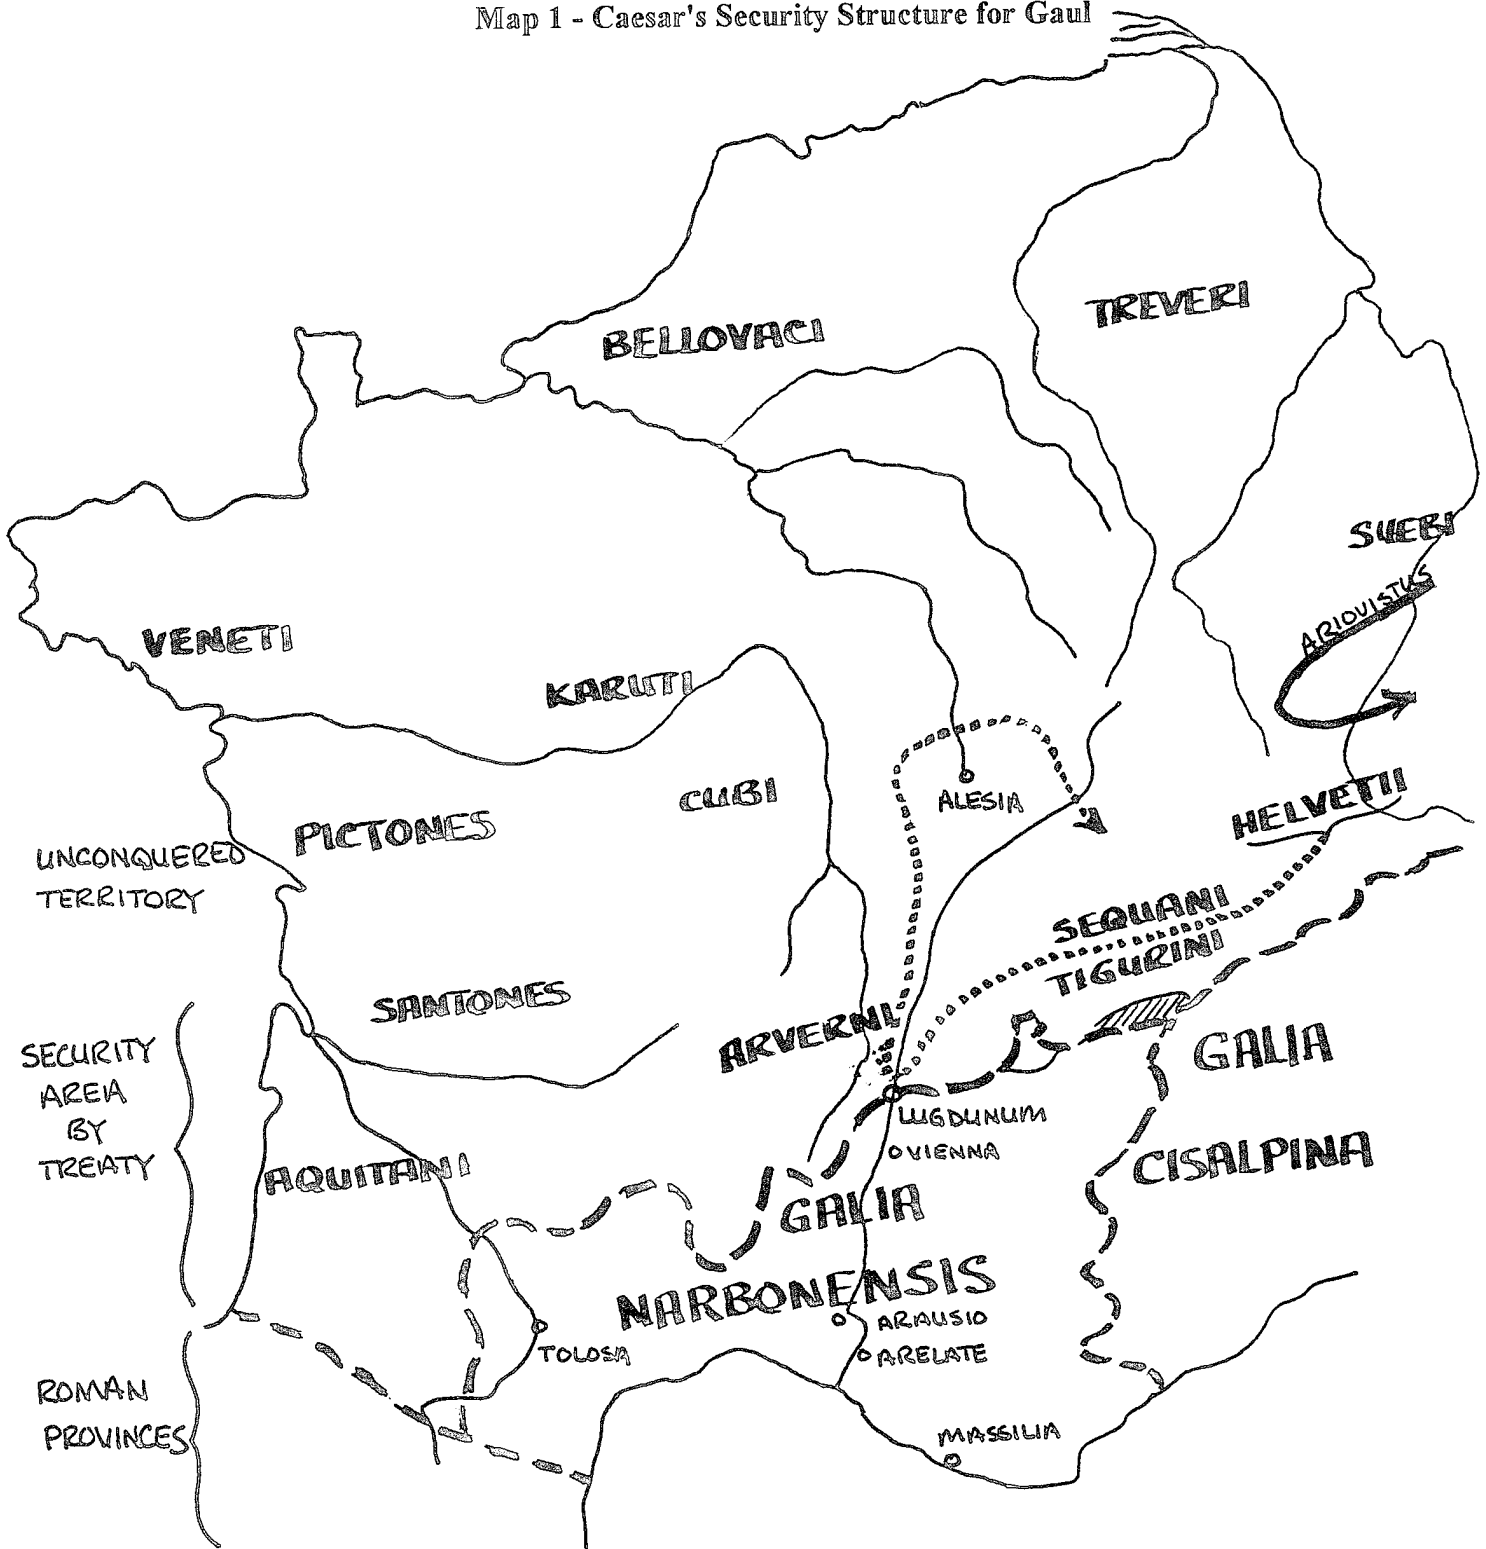 Map 1 - Caesar's Security Structure for Gaul
TREVERI
BELLOVACI
SUEBI
ARIOVISTUS
VENETI
KARUTI
CUBI
ALESIA
HELVETII
PICTONES
UNCONQUERED
TERRITORY
SEQUANI
TIGURINI
SANTONES
ARVERNI
SECURITY
AREA
BY
TREATY
GALIA
CISALPINA
LUGDUNUM
VIENNA
AQUITANI
GALIA
NARBONENSIS
ARAUSIO
TOLOSA
ARELATE
ROMAN
PROVINCES
MASSILIA